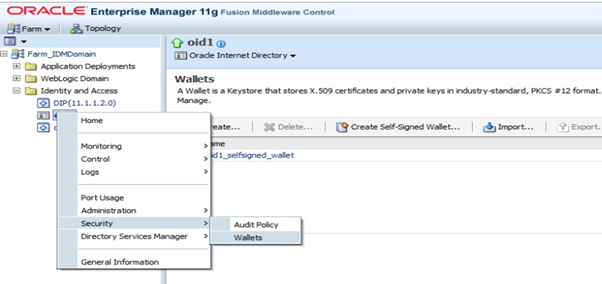 ORACLE Enterprise Manager 11g Fusion Middleware Control
Farm Topology
oid1
Oracle Internet Directory
Farm_IDMDomain
Application Deployments
WebLogic Domain
Identity and Access
DIP(11.1.1.2.0)
Wallets
A Wallet is a Keystore that stores X.509 certificates and private keys in industry-standard, PKCS #12 format.
Manage.
Delete... Create Self-Signed Wallet... Import... Export.
Home
Monitoring
Control
Logs
Port Usage
Administration
Security
Directory Services Manager
General Information
Audit Policy
Wallets